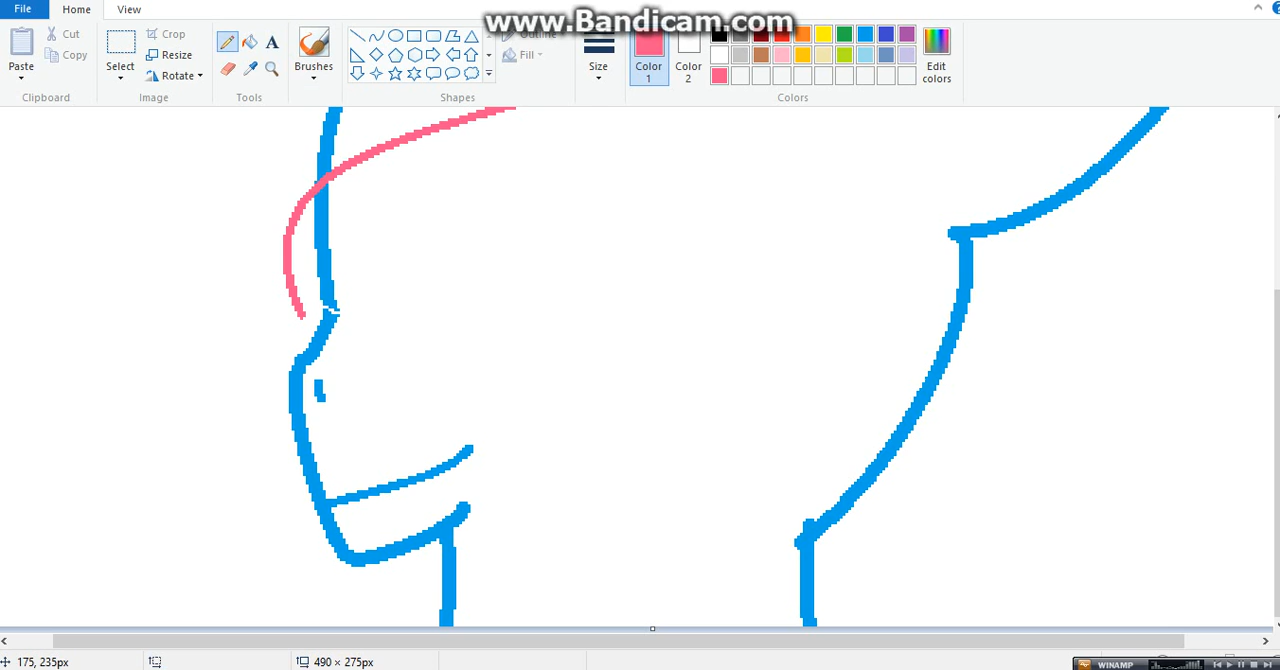 File
Home
View
www.Bandicam.com
Paste
Cut
Copy
Clipboard
Select
Crop
Resize
Rotate
Image
A
Tools
Brushes
Shapes
Outline
Fill
Size
Color
1
Color
2
Edit
colors
Colors
175, 235px
490 × 275px
WINAMP